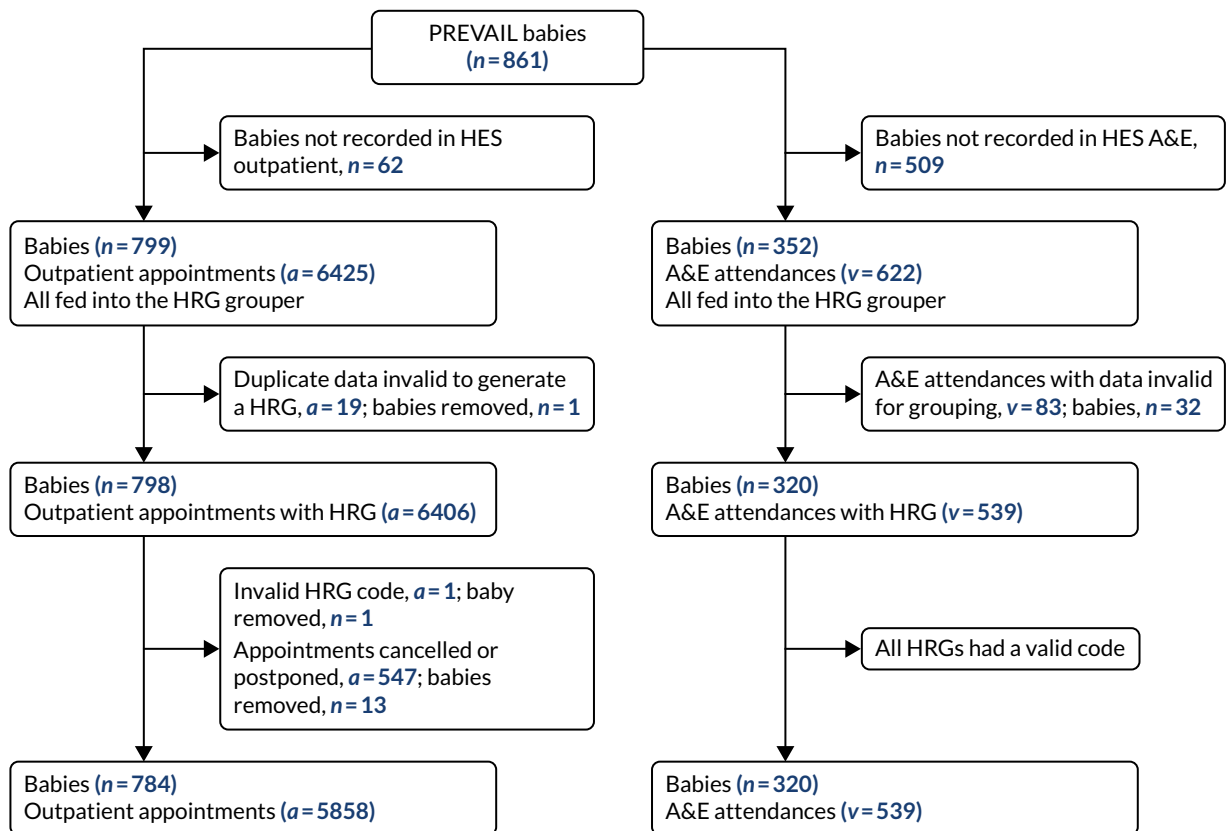 PREVAIL babies
(n=861)
Babies not recorded in HES
outpatient, n=62
Babies not recorded in HES A&E,
n=509
Babies (n=799)
Outpatient appointments (a=6425)
All fed into the HRG grouper
Babies (n=352)
A&E attendances (v=622)
All fed into the HRG grouper
Duplicate data invalid to generate
a HRG, a=19; babies removed, n=1
A&E attendances with data invalid
for grouping, v=83; babies, n=32
Babies (n=798)
Outpatient appointments with HRG (a=6406)
Babies (n=320)
A&E attendances with HRG (v=539)
Invalid HRG code, a=1; baby
removed, n=1
Appointments cancelled or
postponed, a=547; babies
removed, n=13
All HRGs had a valid code
Babies (n=784)
Outpatient appointments (a=5858)
Babies (n=320)
A&E attendances (v=539)